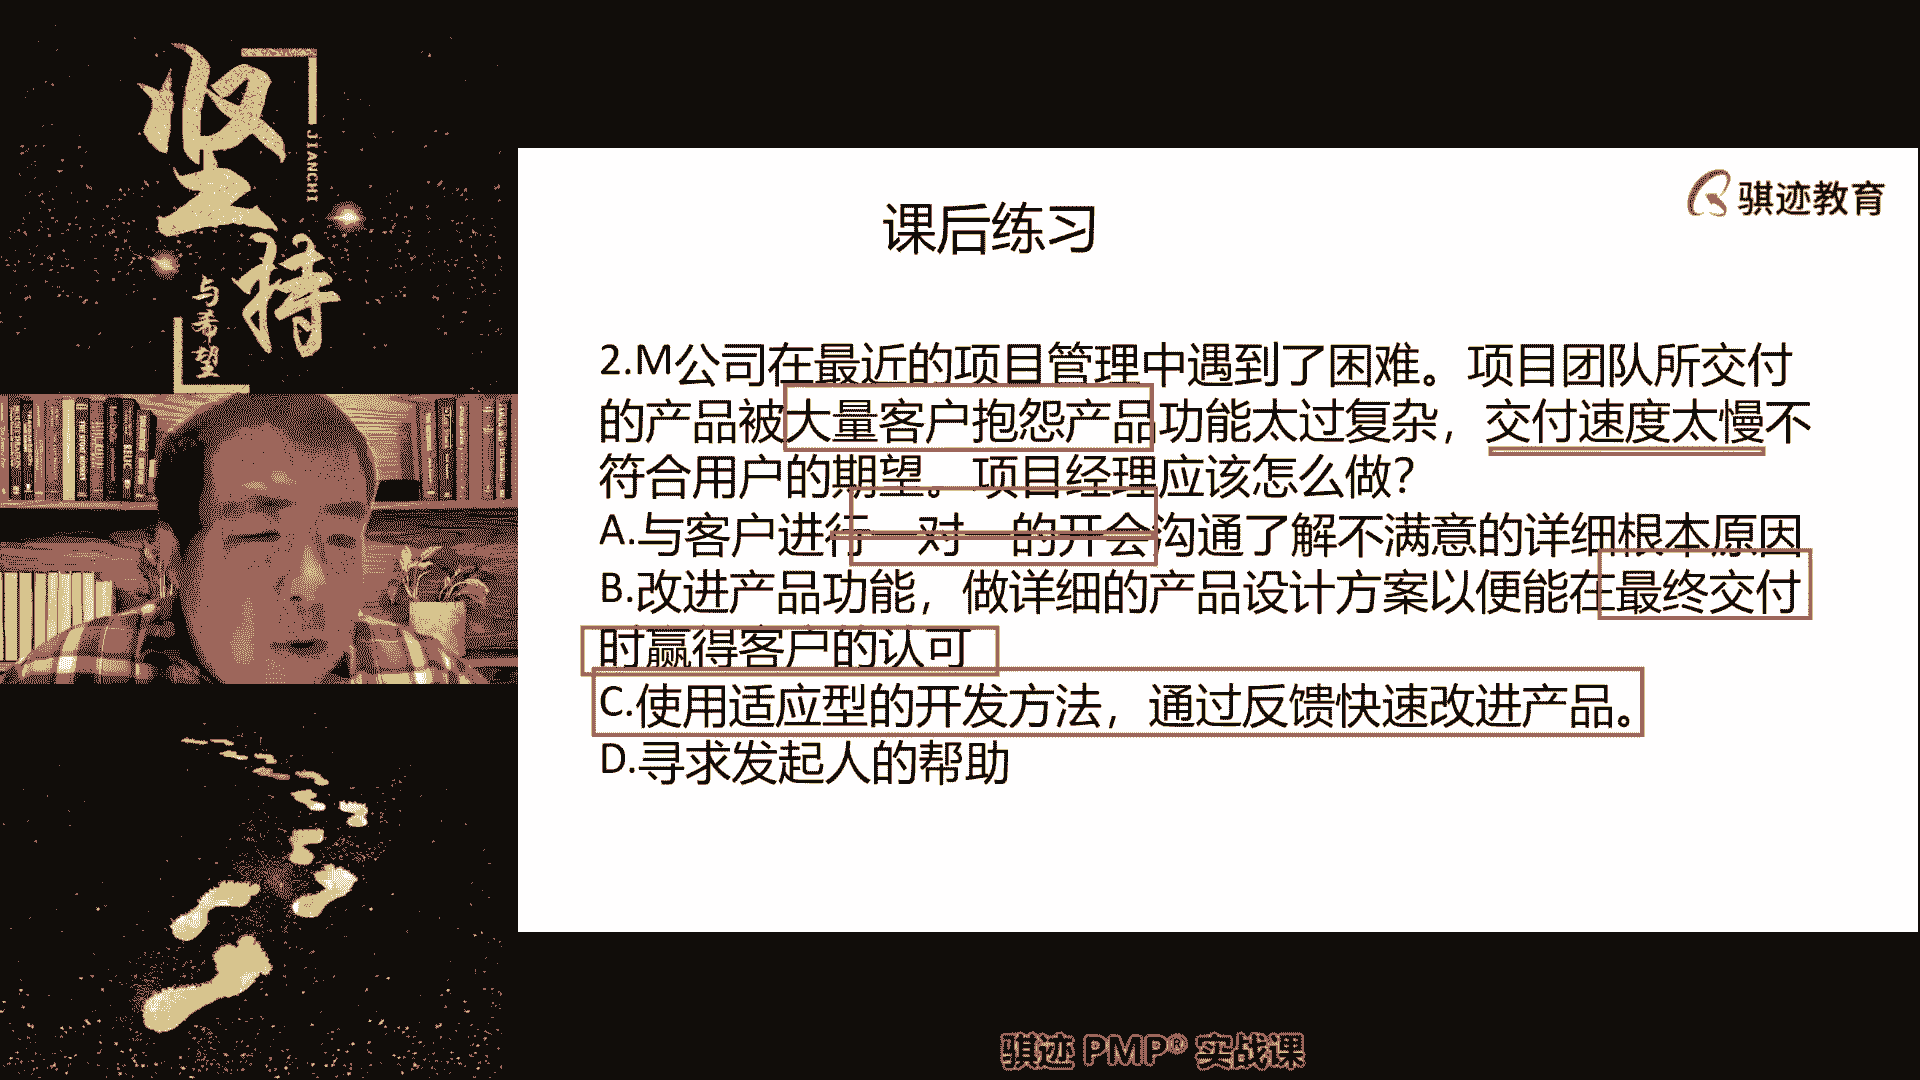 坚持
JIANCHI
与希望
骐迹教育
课后练习
2.M公司在最近的项目管理中遇到了困难。项目团队所交付
的产品被大量客户抱怨产品功能太过复杂，交付速度太慢不
符合用户的期望。项目经理应该怎么做？
A.与客户进行一对一的开会沟通了解不满意的详细根本原因
B.改进产品功能，做详细的产品设计方案以便能在最终交付
时赢得客户的认可
C.使用适应型的开发方法，通过反馈快速改进产品。
D.寻求发起人的帮助
骐迹 PMP® 实战课